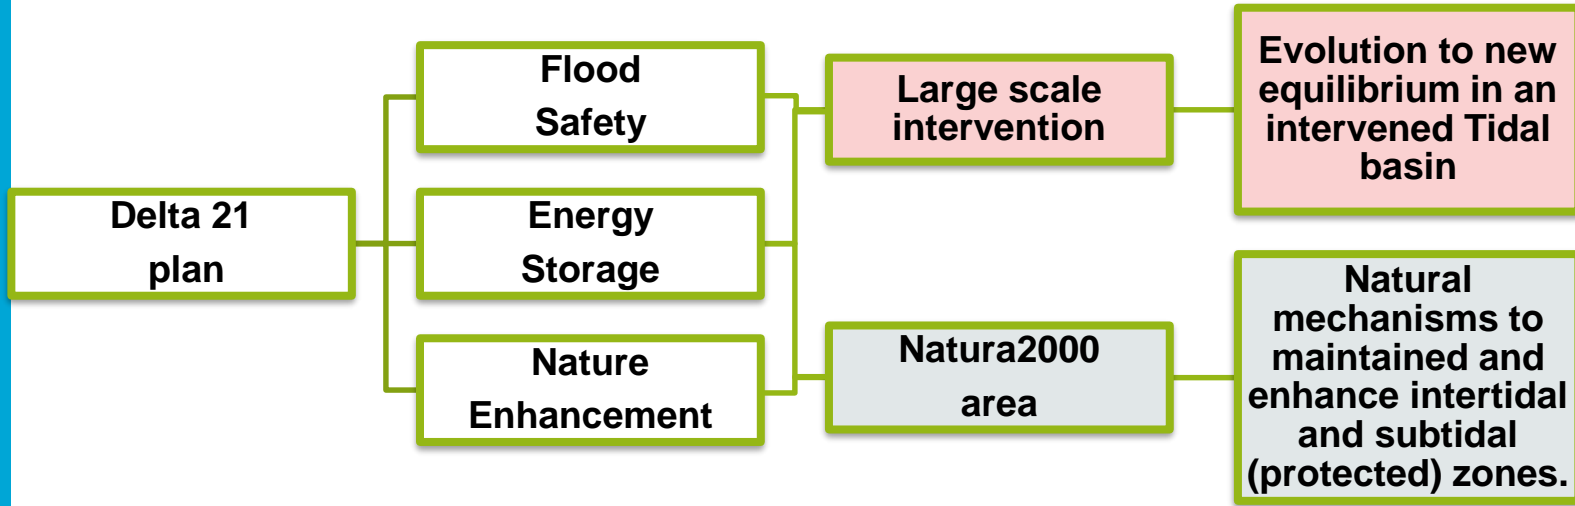 Delta 21
plan
Flood
Safety
Energy
Storage
Nature
Enhancement
Large scale
intervention
Natura2000
area
Evolution to new
equilibrium in an
intervened Tidal
basin
Natural
mechanisms to
maintained and
enhance intertidal
and subtidal
(protected) zones.